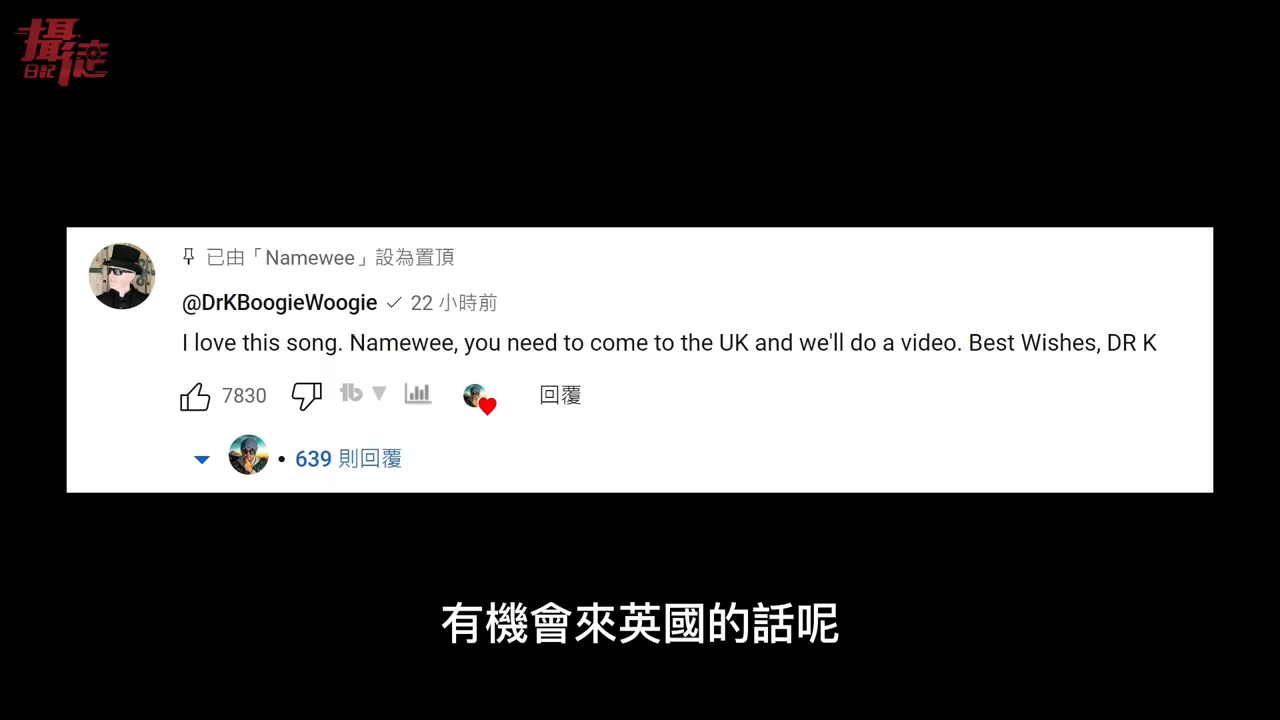 攝徒
日記
已由「Namewee」設為置頂
@DrKBoogieWoogie ✓ 22 小時前
I love this song. Namewee, you need to come to the UK and we'll do a video. Best Wishes, DR K
7830 tb 回覆
• 639 則回覆
有機會來英國的話呢